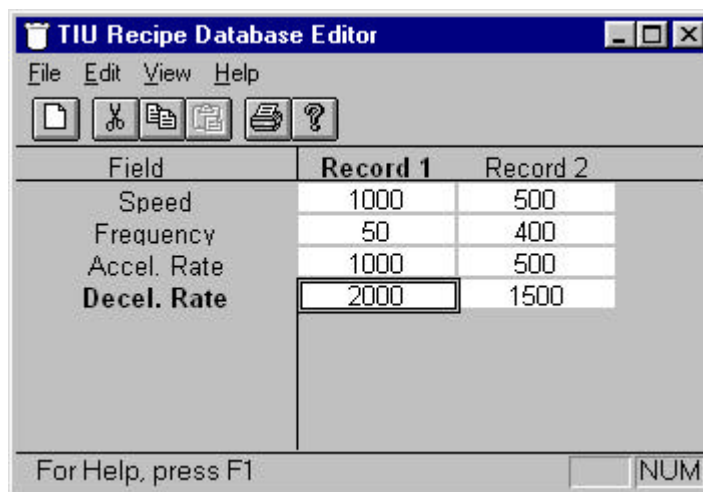 TIU Recipe Database Editor
File Edit View Help
Field Record 1 Record 2
Speed 1000 500
Frequency 50 400
Accel. Rate 1000 500
Decel. Rate 2000 1500
For Help, press F1 NUM